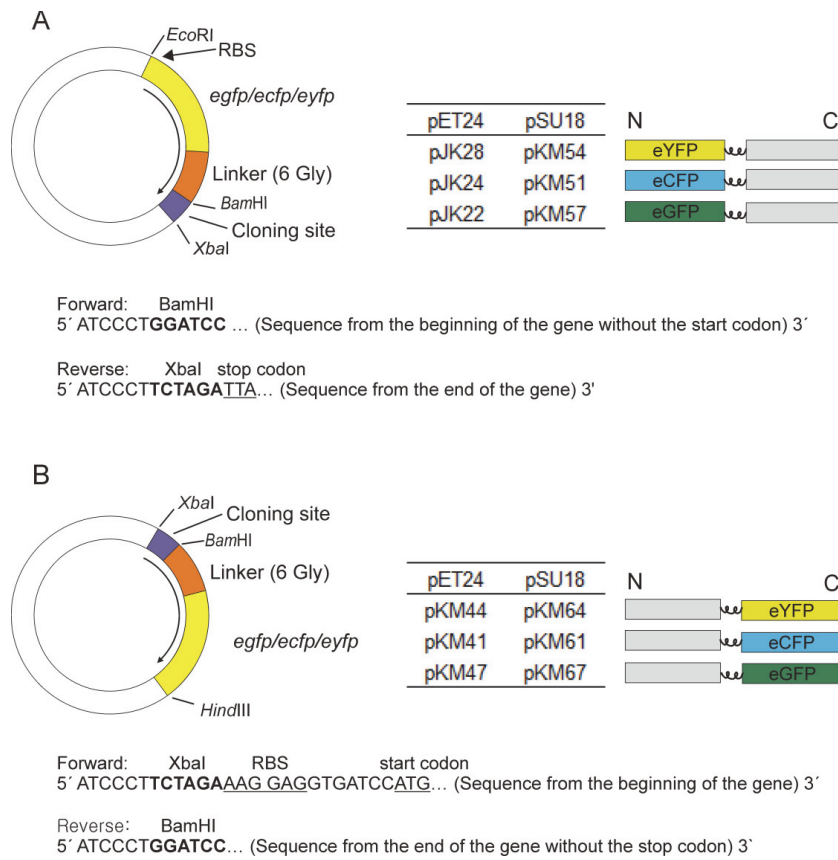 A
EcoRI
RBS
egfp/ecfp/eyfp
Linker (6 Gly)
BamHI
Cloning site
XbaI
pET24 pSU18
pJK28 pKM54
pJK24 pKM51
pJK22 pKM57
N C
eYFP
eCFP
eGFP
Forward: BamHI
5´ ATCCCTGGATCC ... (Sequence from the beginning of the gene without the start codon) 3´
Reverse: XbaI stop codon
5´ ATCCCTTCTAGATTA... (Sequence from the end of the gene) 3'
B
XbaI
Cloning site
BamHI
Linker (6 Gly)
egfp/ecfp/eyfp
HindIII
pET24 pSU18
pKM44 pKM64
pKM41 pKM61
pKM47 pKM67
N C
eYFP
eCFP
eGFP
Forward: XbaI RBS start codon
5´ ATCCCTTCTAGAAAG GAGGTGATCCATG... (Sequence from the beginning of the gene) 3´
Reverse: BamHI
5´ ATCCCTGGATCC... (Sequence from the end of the gene without the stop codon) 3`